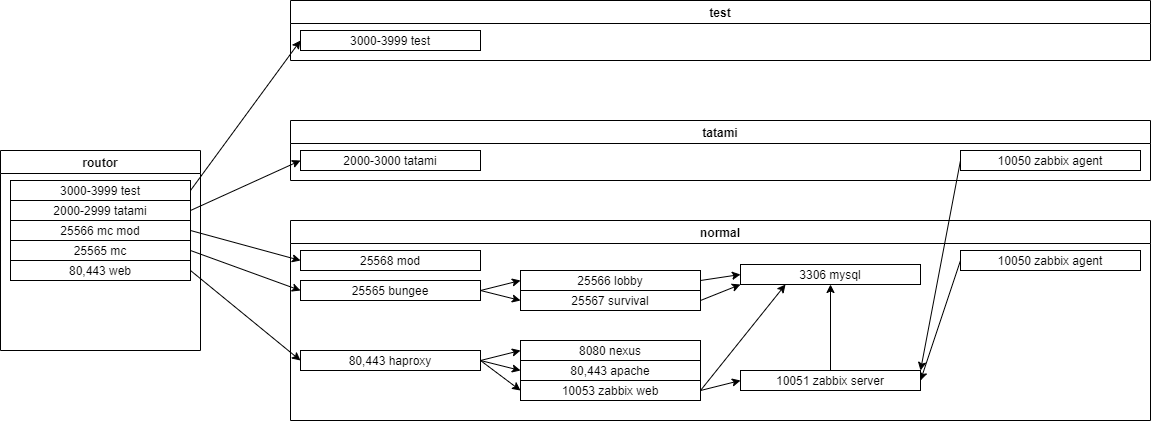 test
3000-3999 test
tatami
2000-3000 tatami
10050 zabbix agent
routor
3000-3999 test
2000-2999 tatami
25566 mc mod
25565 mc
80,443 web
normal
25568 mod
25565 bungee
25566 lobby
25567 survival
3306 mysql
10050 zabbix agent
80,443 haproxy
8080 nexus
80,443 apache
10053 zabbix web
10051 zabbix server